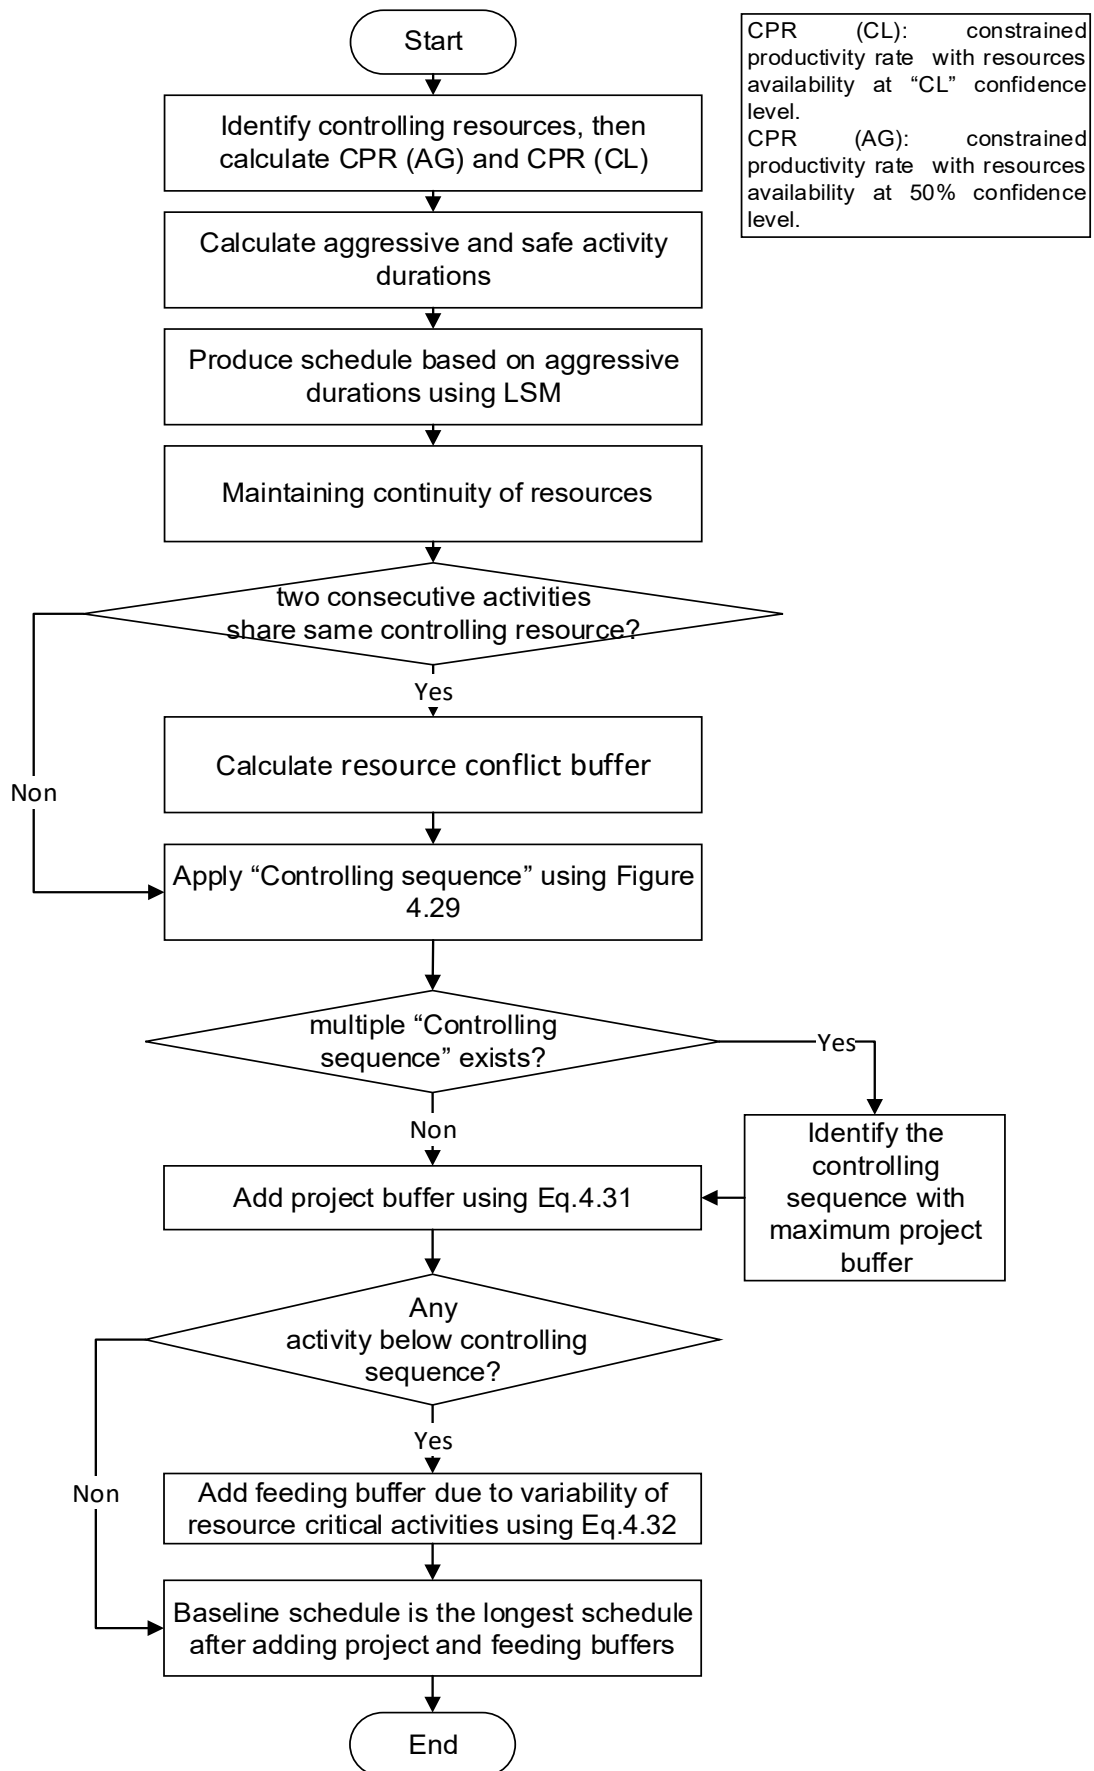 Start
CPR (CL): constrained
productivity rate with resources
availability at “CL” confidence
level.
CPR (AG): constrained
productivity rate with resources
availability at 50% confidence
level.
Identify controlling resources, then
calculate CPR (AG) and CPR (CL)
Calculate aggressive and safe activity
durations
Produce schedule based on aggressive
durations using LSM
Maintaining continuity of resources
two consecutive activities
share same controlling resource?
Yes
Calculate resource conflict buffer
Non
Apply “Controlling sequence” using Figure
4.29
multiple “Controlling
sequence” exists?
Yes
Non
Identify the
controlling
sequence with
maximum project
buffer
Add project buffer using Eq.4.31
Any
activity below controlling
sequence?
Yes
Non
Add feeding buffer due to variability of
resource critical activities using Eq.4.32
Baseline schedule is the longest schedule
after adding project and feeding buffers
End